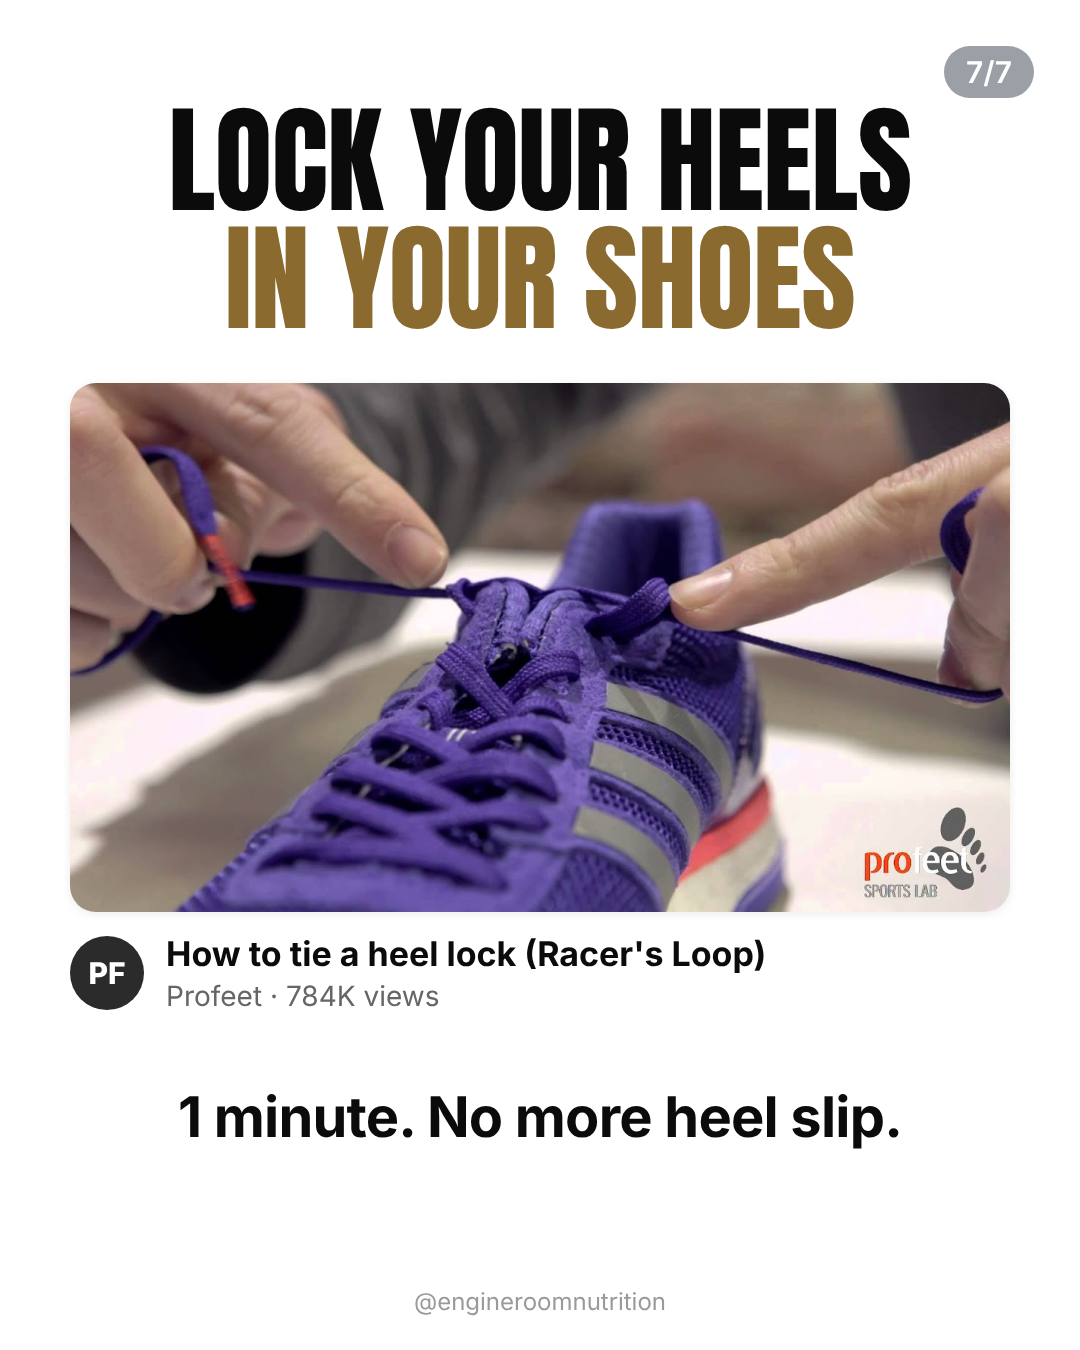 7/7
LOCK YOUR HEELS
IN YOUR SHOES
profeet
SPORTS LAB
PF
How to tie a heel lock (Racer's Loop)
Profeet · 784K views
1 minute. No more heel slip.
@engineroomnutrition